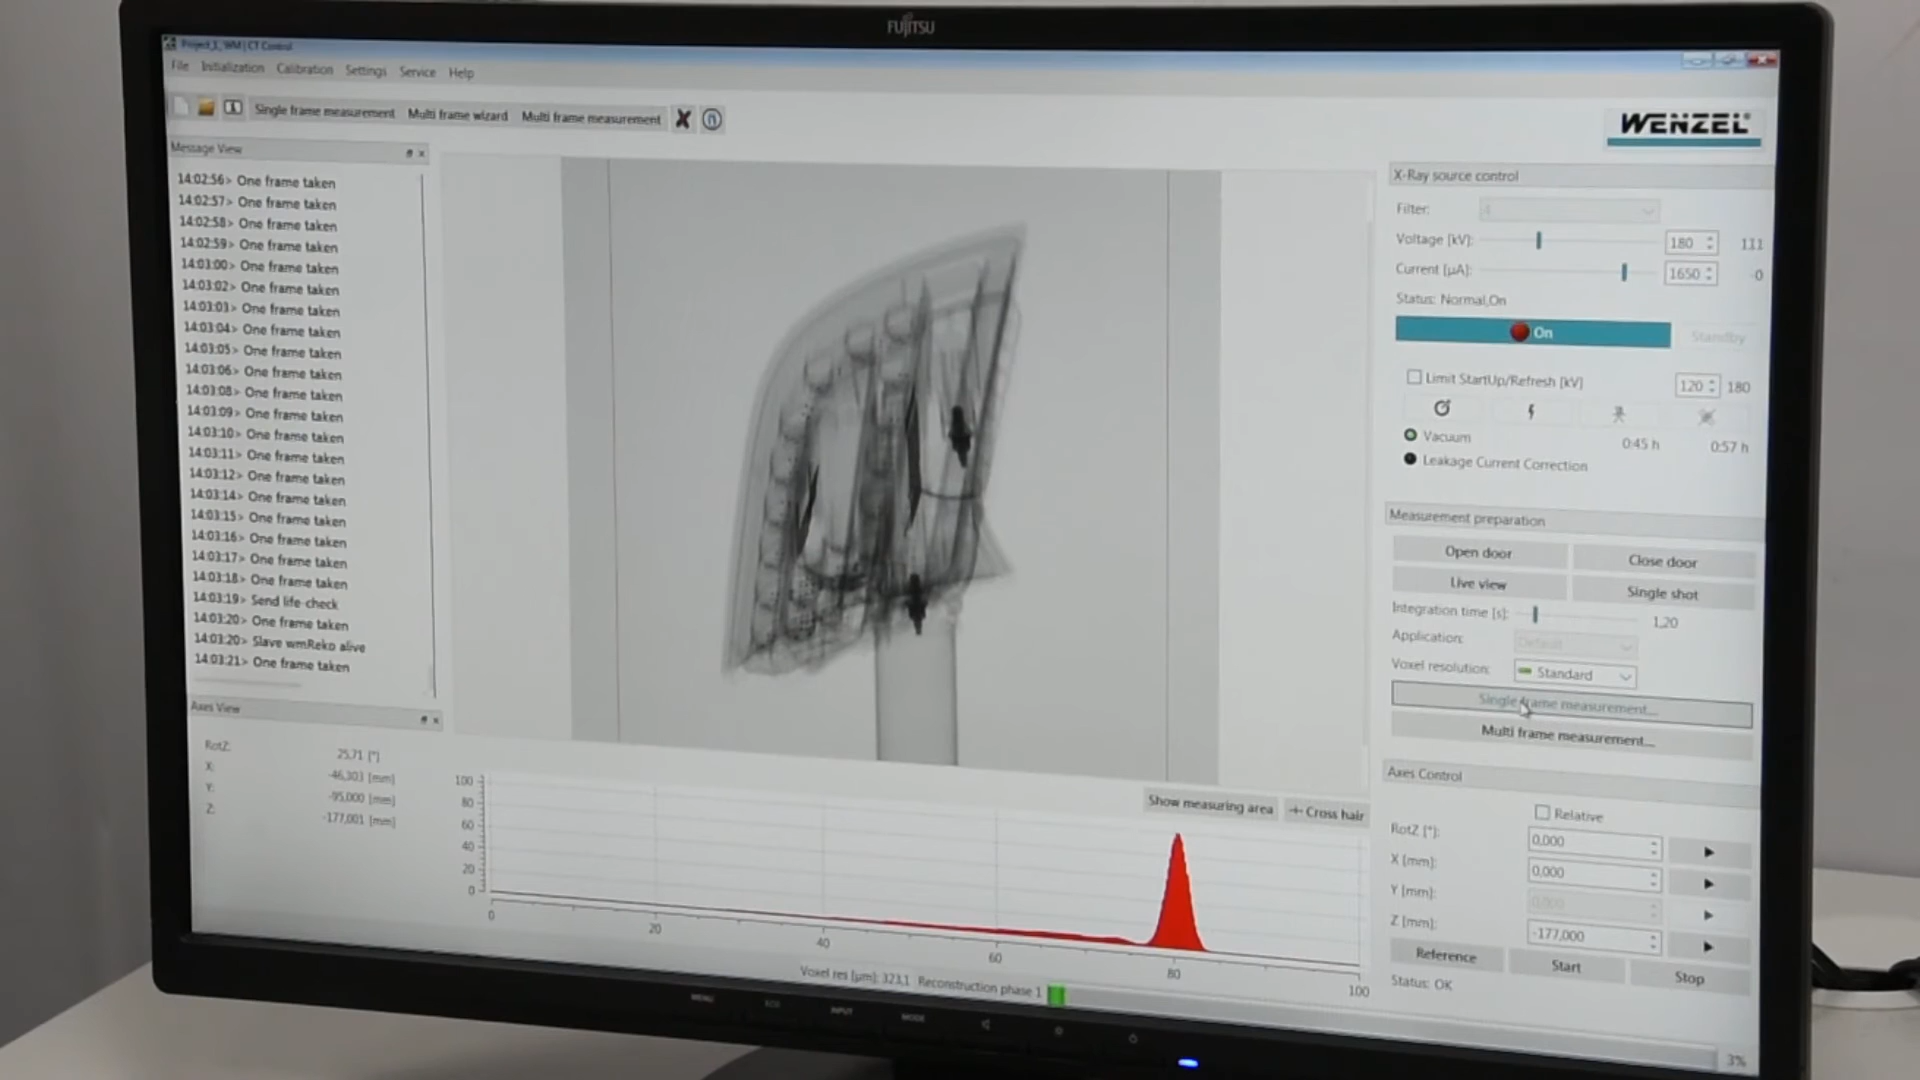 FUJITSU
Project_1_ WM | CT Control
File Initialization Calibration Settings Service Help
Single frame measurement Multi frame wizard Multi frame measurement
WENZEL
Message View
14:02:56> One frame taken
14:02:57> One frame taken
14:02:58> One frame taken
14:02:59> One frame taken
14:03:00> One frame taken
14:03:02> One frame taken
14:03:03> One frame taken
14:03:04> One frame taken
14:03:05> One frame taken
14:03:06> One frame taken
14:03:08> One frame taken
14:03:09> One frame taken
14:03:10> One frame taken
14:03:11> One frame taken
14:03:12> One frame taken
14:03:14> One frame taken
14:03:15> One frame taken
14:03:16> One frame taken
14:03:17> One frame taken
14:03:18> One frame taken
14:03:19> Send life-check
14:03:20> One frame taken
14:03:20> Slave wmReko alive
14:03:21> One frame taken
Axes View
RotZ: 25,71 [°]
X: -46,303 [mm]
Y: -95,000 [mm]
Z: -177,001 [mm]
100
80
60
40
20
0
0 20 40 60 80 100
Show measuring area Cross hair
Voxel res [µm]: 323,1 Reconstruction phase 1
3%
X-Ray source control
Filter: 4
Voltage [kV]: 180 111
Current [µA]: 1650 -0
Status: Normal,On
On Standby
Limit StartUp/Refresh [kV] 120 180
Vacuum 0:45 h 0:57 h
Leakage Current Correction
Measurement preparation
Open door Close door
Live view Single shot
Integration time [s]: 1,20
Application: Default
Voxel resolution: Standard
Single frame measurement...
Multi frame measurement...
Axes Control
Relative
RotZ [°]: 0,000
X [mm]: 0,000
Y [mm]: 0,000
Z [mm]: -177,000
Reference Start Stop
Status: OK
MENU ECO INPUT MODE